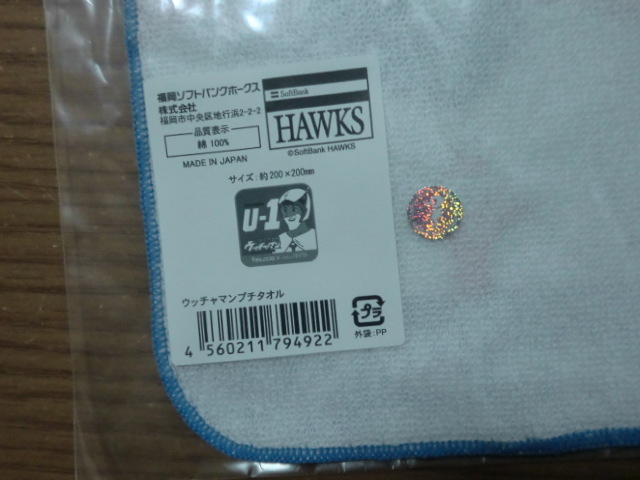 福岡ソフトバンクホークス
株式会社
福岡市中央区地行浜2-2-2
品質表示
綿 100%
MADE IN JAPAN
SoftBank
HAWKS
©SoftBank HAWKS
サイズ:約200×200mm
U-1
ウッチャマンプチタオル
4 560211 794922
プラ
外袋:PP